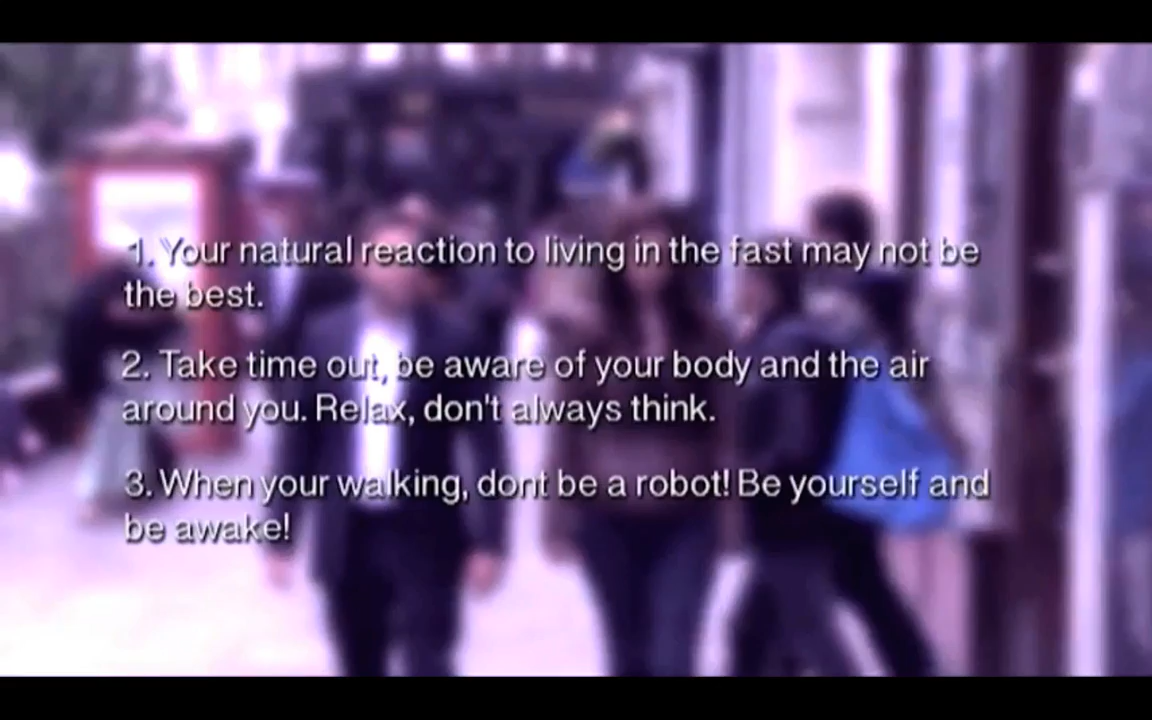 1. Your natural reaction to living in the fast may not be
the best.
2. Take time out, be aware of your body and the air
around you. Relax, don't always think.
3. When your walking, dont be a robot! Be yourself and
be awake!